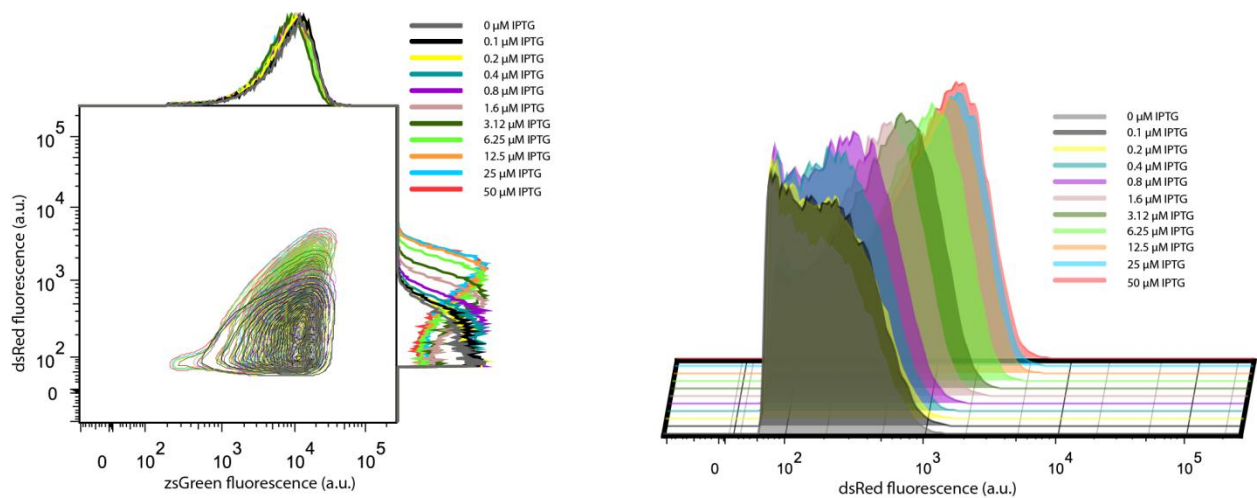 0 µM IPTG
0.1 µM IPTG
0.2 µM IPTG
0.4 µM IPTG
0.8 µM IPTG
1.6 µM IPTG
3.12 µM IPTG
6.25 µM IPTG
12.5 µM IPTG
25 µM IPTG
50 µM IPTG
dsRed fluorescence (a.u.)
10^5
10^4
10^3
10^2
0
0 10^2 10^3 10^4 10^5
zsGreen fluorescence (a.u.)
0 µM IPTG
0.1 µM IPTG
0.2 µM IPTG
0.4 µM IPTG
0.8 µM IPTG
1.6 µM IPTG
3.12 µM IPTG
6.25 µM IPTG
12.5 µM IPTG
25 µM IPTG
50 µM IPTG
0 10^2 10^3 10^4 10^5
dsRed fluorescence (a.u.)